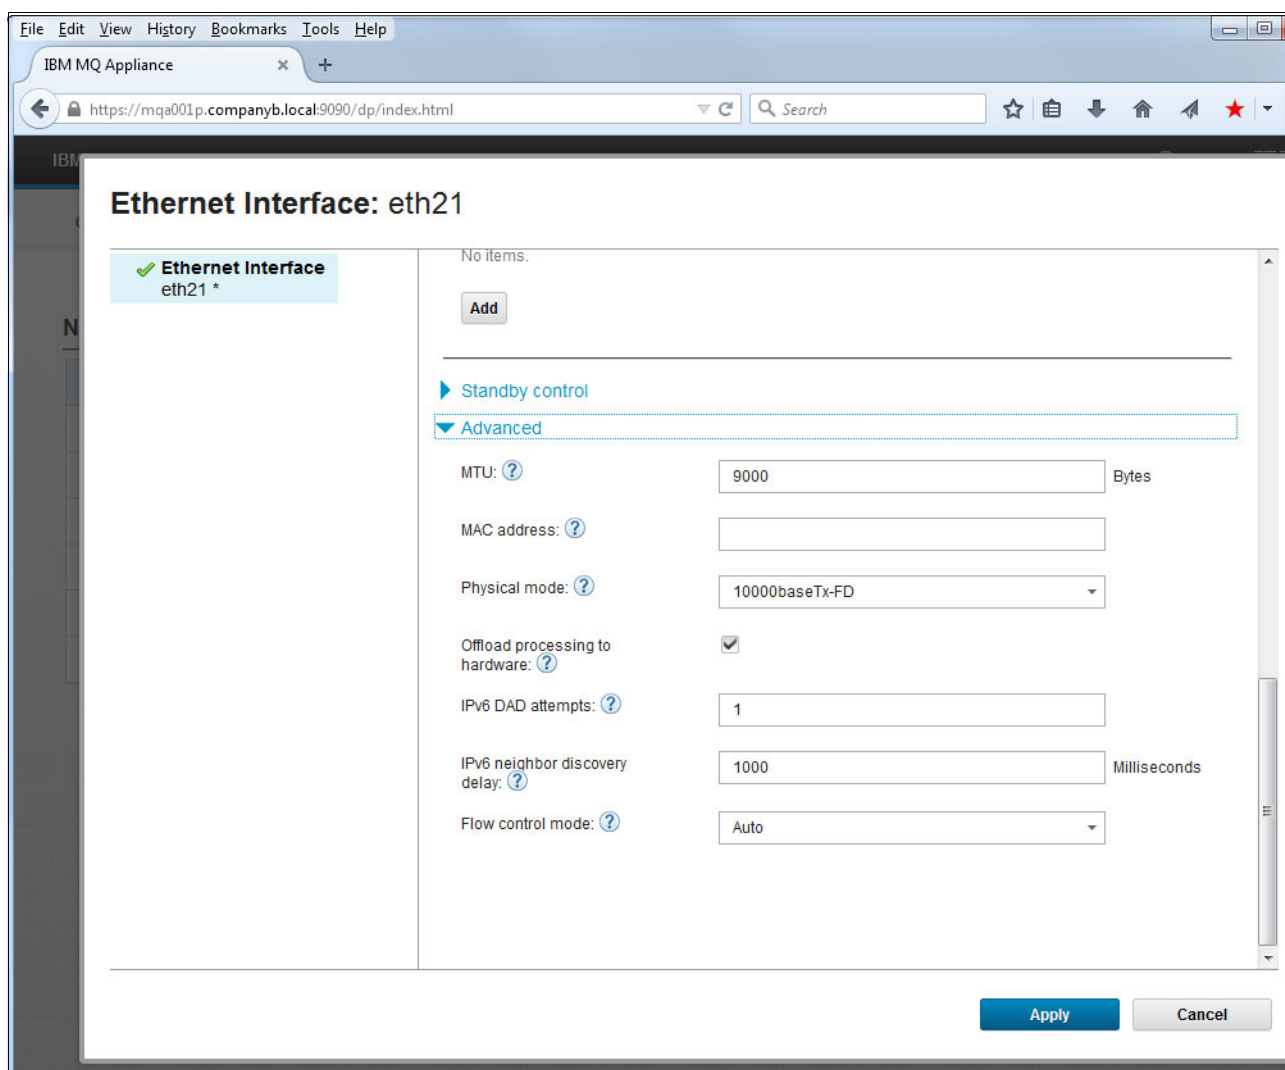 File Edit View History Bookmarks Tools Help
IBM MQ Appliance
https://mqa001p.companyb.local:9090/dp/index.html
Search
IBM
Ethernet Interface: eth21
Ethernet Interface
eth21 *
No items.
Add
N
Standby control
Advanced
MTU: ?
9000
Bytes
MAC address: ?
Physical mode: ?
10000baseTx-FD
Offload processing to
hardware: ?
IPv6 DAD attempts: ?
1
IPv6 neighbor discovery
delay: ?
1000
Milliseconds
Flow control mode: ?
Auto
Apply
Cancel